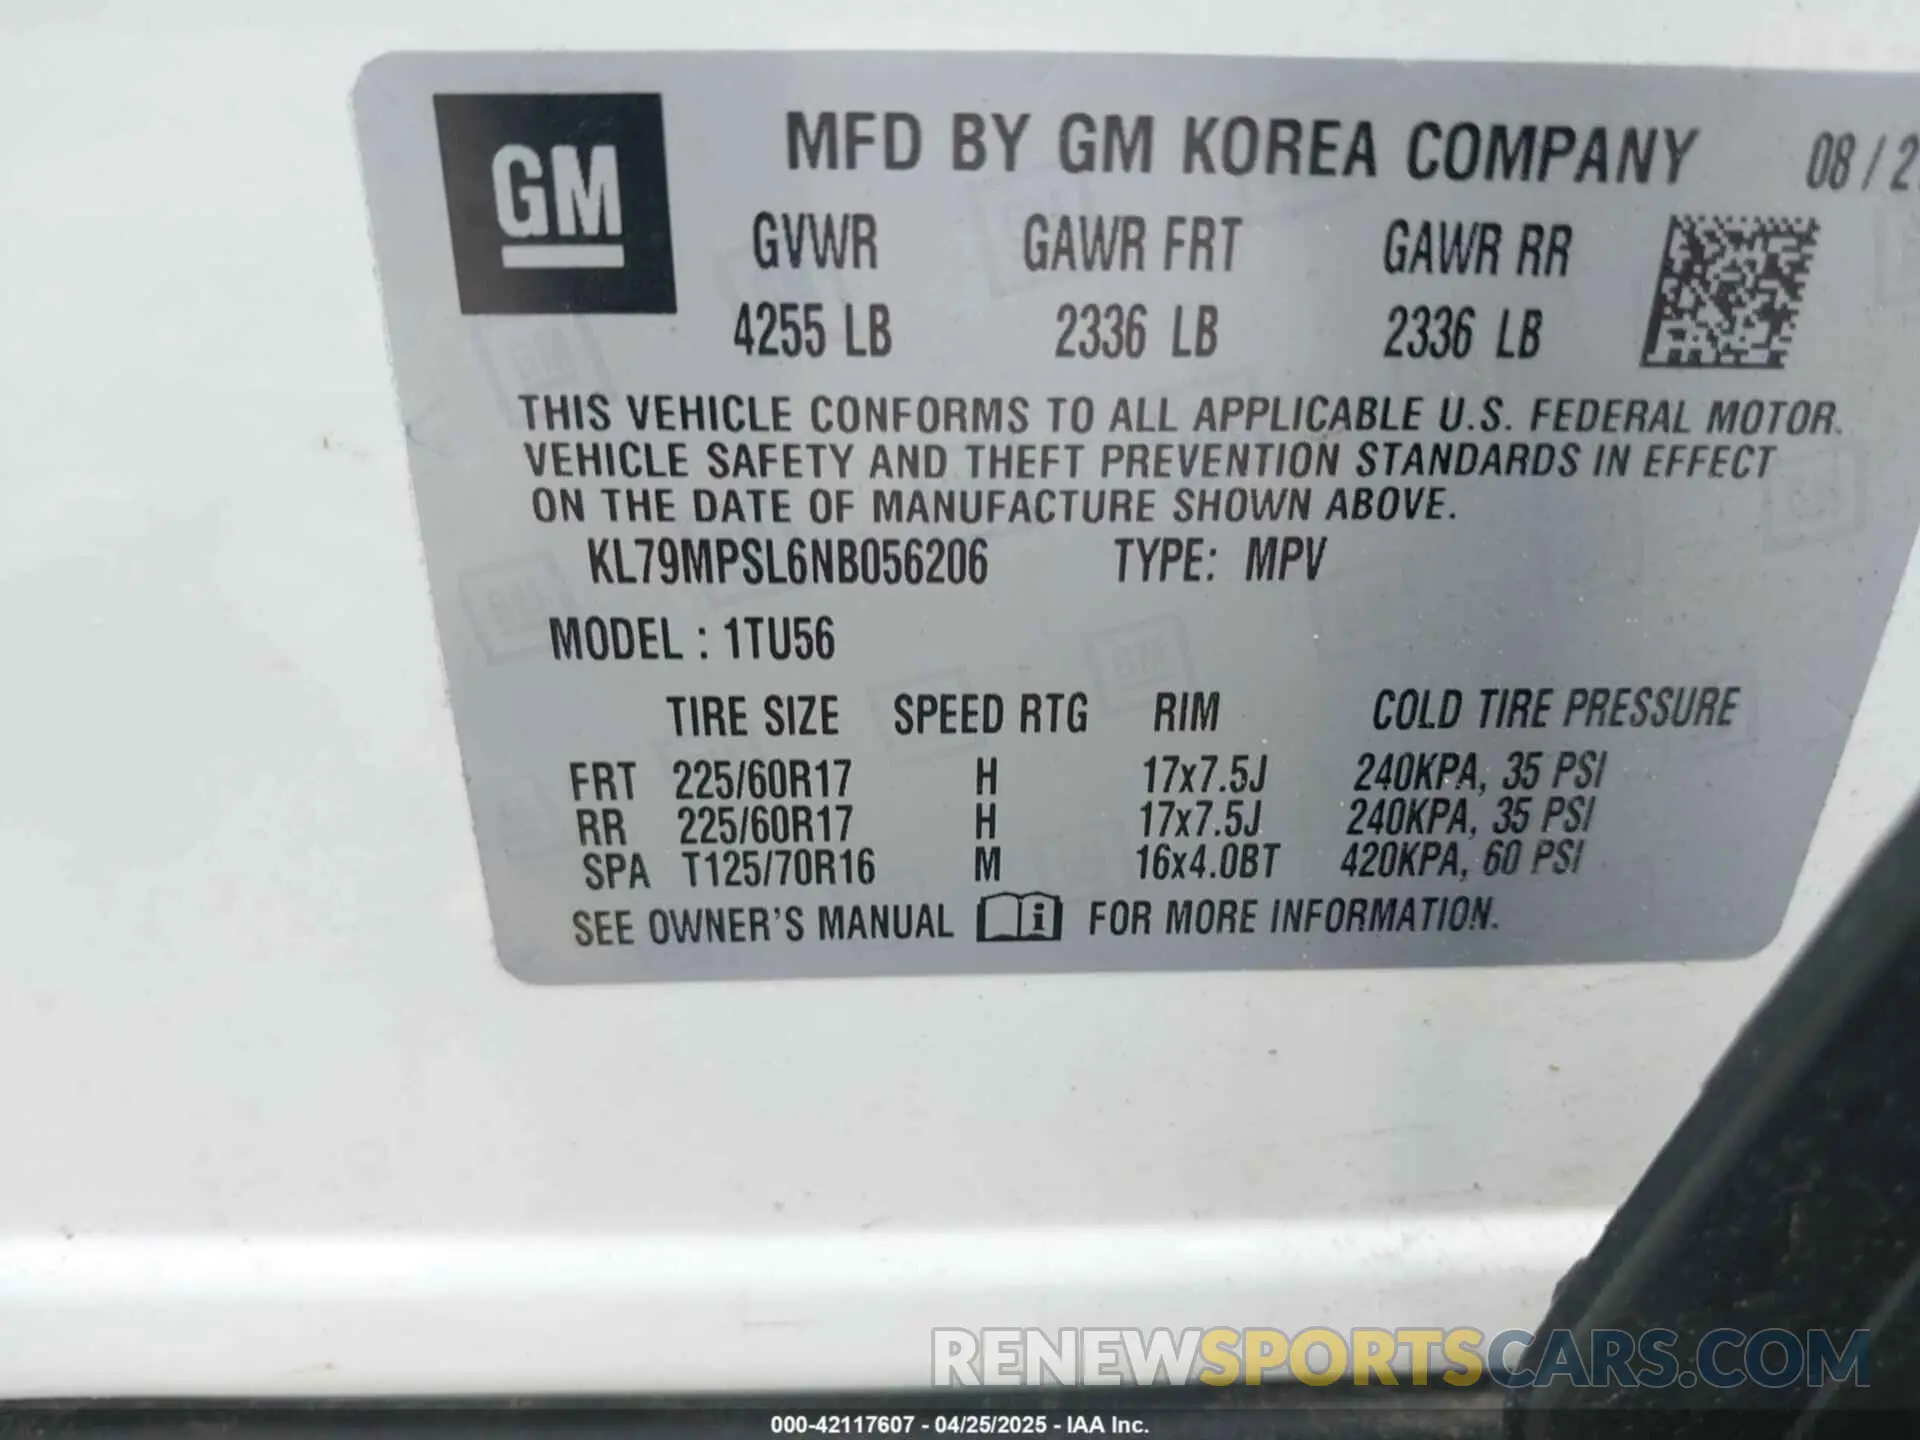 GM
MFD BY GM KOREA COMPANY 08/2
GVWR GAWR FRT GAWR RR
4255 LB 2336 LB 2336 LB
THIS VEHICLE CONFORMS TO ALL APPLICABLE U.S. FEDERAL MOTOR.
VEHICLE SAFETY AND THEFT PREVENTION STANDARDS IN EFFECT
ON THE DATE OF MANUFACTURE SHOWN ABOVE.
KL79MPSL6NB056206 TYPE: MPV
MODEL : 1TU56
TIRE SIZE SPEED RTG RIM COLD TIRE PRESSURE
FRT 225/60R17 H 17x7.5J 240KPA, 35 PSI
RR 225/60R17 H 17x7.5J 240KPA, 35 PSI
SPA T125/70R16 M 16x4.0BT 420KPA, 60 PSI
SEE OWNER'S MANUAL i FOR MORE INFORMATION.
RENEWSPORTSCARS.COM
000-42117607 - 04/25/2025 - IAA Inc.